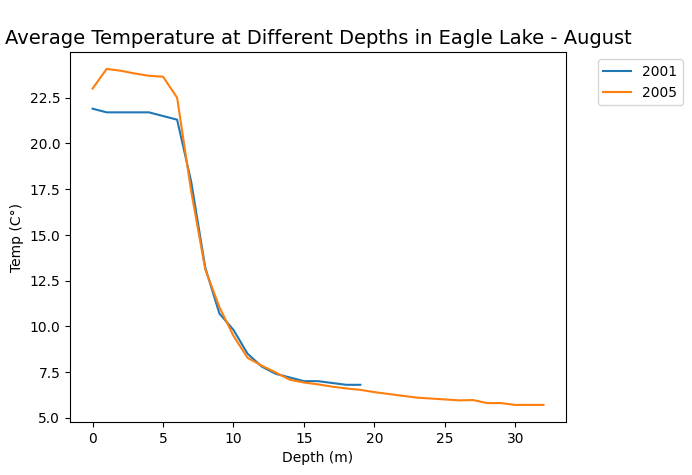 Average Temperature at Different Depths in Eagle Lake - August
2001
2005
22.5
20.0
17.5
15.0
12.5
10.0
7.5
5.0
Temp (C°)
0 5 10 15 20 25 30
Depth (m)